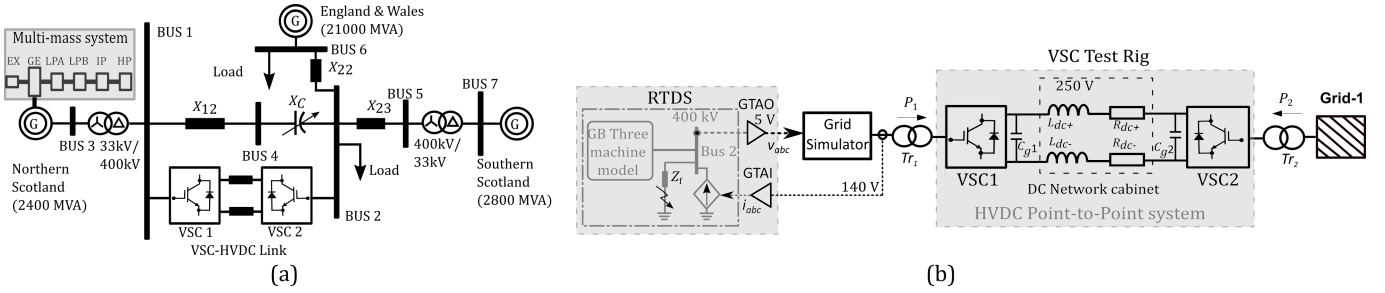 Multi-mass system
EX GE LPA LPB IP HP
G
Northern
Scotland
(2400 MVA)
BUS 3
33kV/
400kV
BUS 1
X12
BUS 4
XC
VSC 1
VSC 2
VSC-HVDC Link
G
England & Wales
(21000 MVA)
BUS 6
Load
X22
X23
BUS 5
BUS 7
400kV/
33kV
G
Southern
Scotland
(2800 MVA)
Load
BUS 2
(a)
RTDS
GB Three
machine
model
400 kV
Bus 2
Zf
GTAO
5 V
vabc
GTAI
iabc
Grid
Simulator
140 V
P1
Tr1
VSC Test Rig
250 V
VSC1
Cg1
Ldc+
Rdc+
Ldc-
Rdc-
Cg2
VSC2
DC Network cabinet
HVDC Point-to-Point system
P2
Tr2
Grid-1
(b)